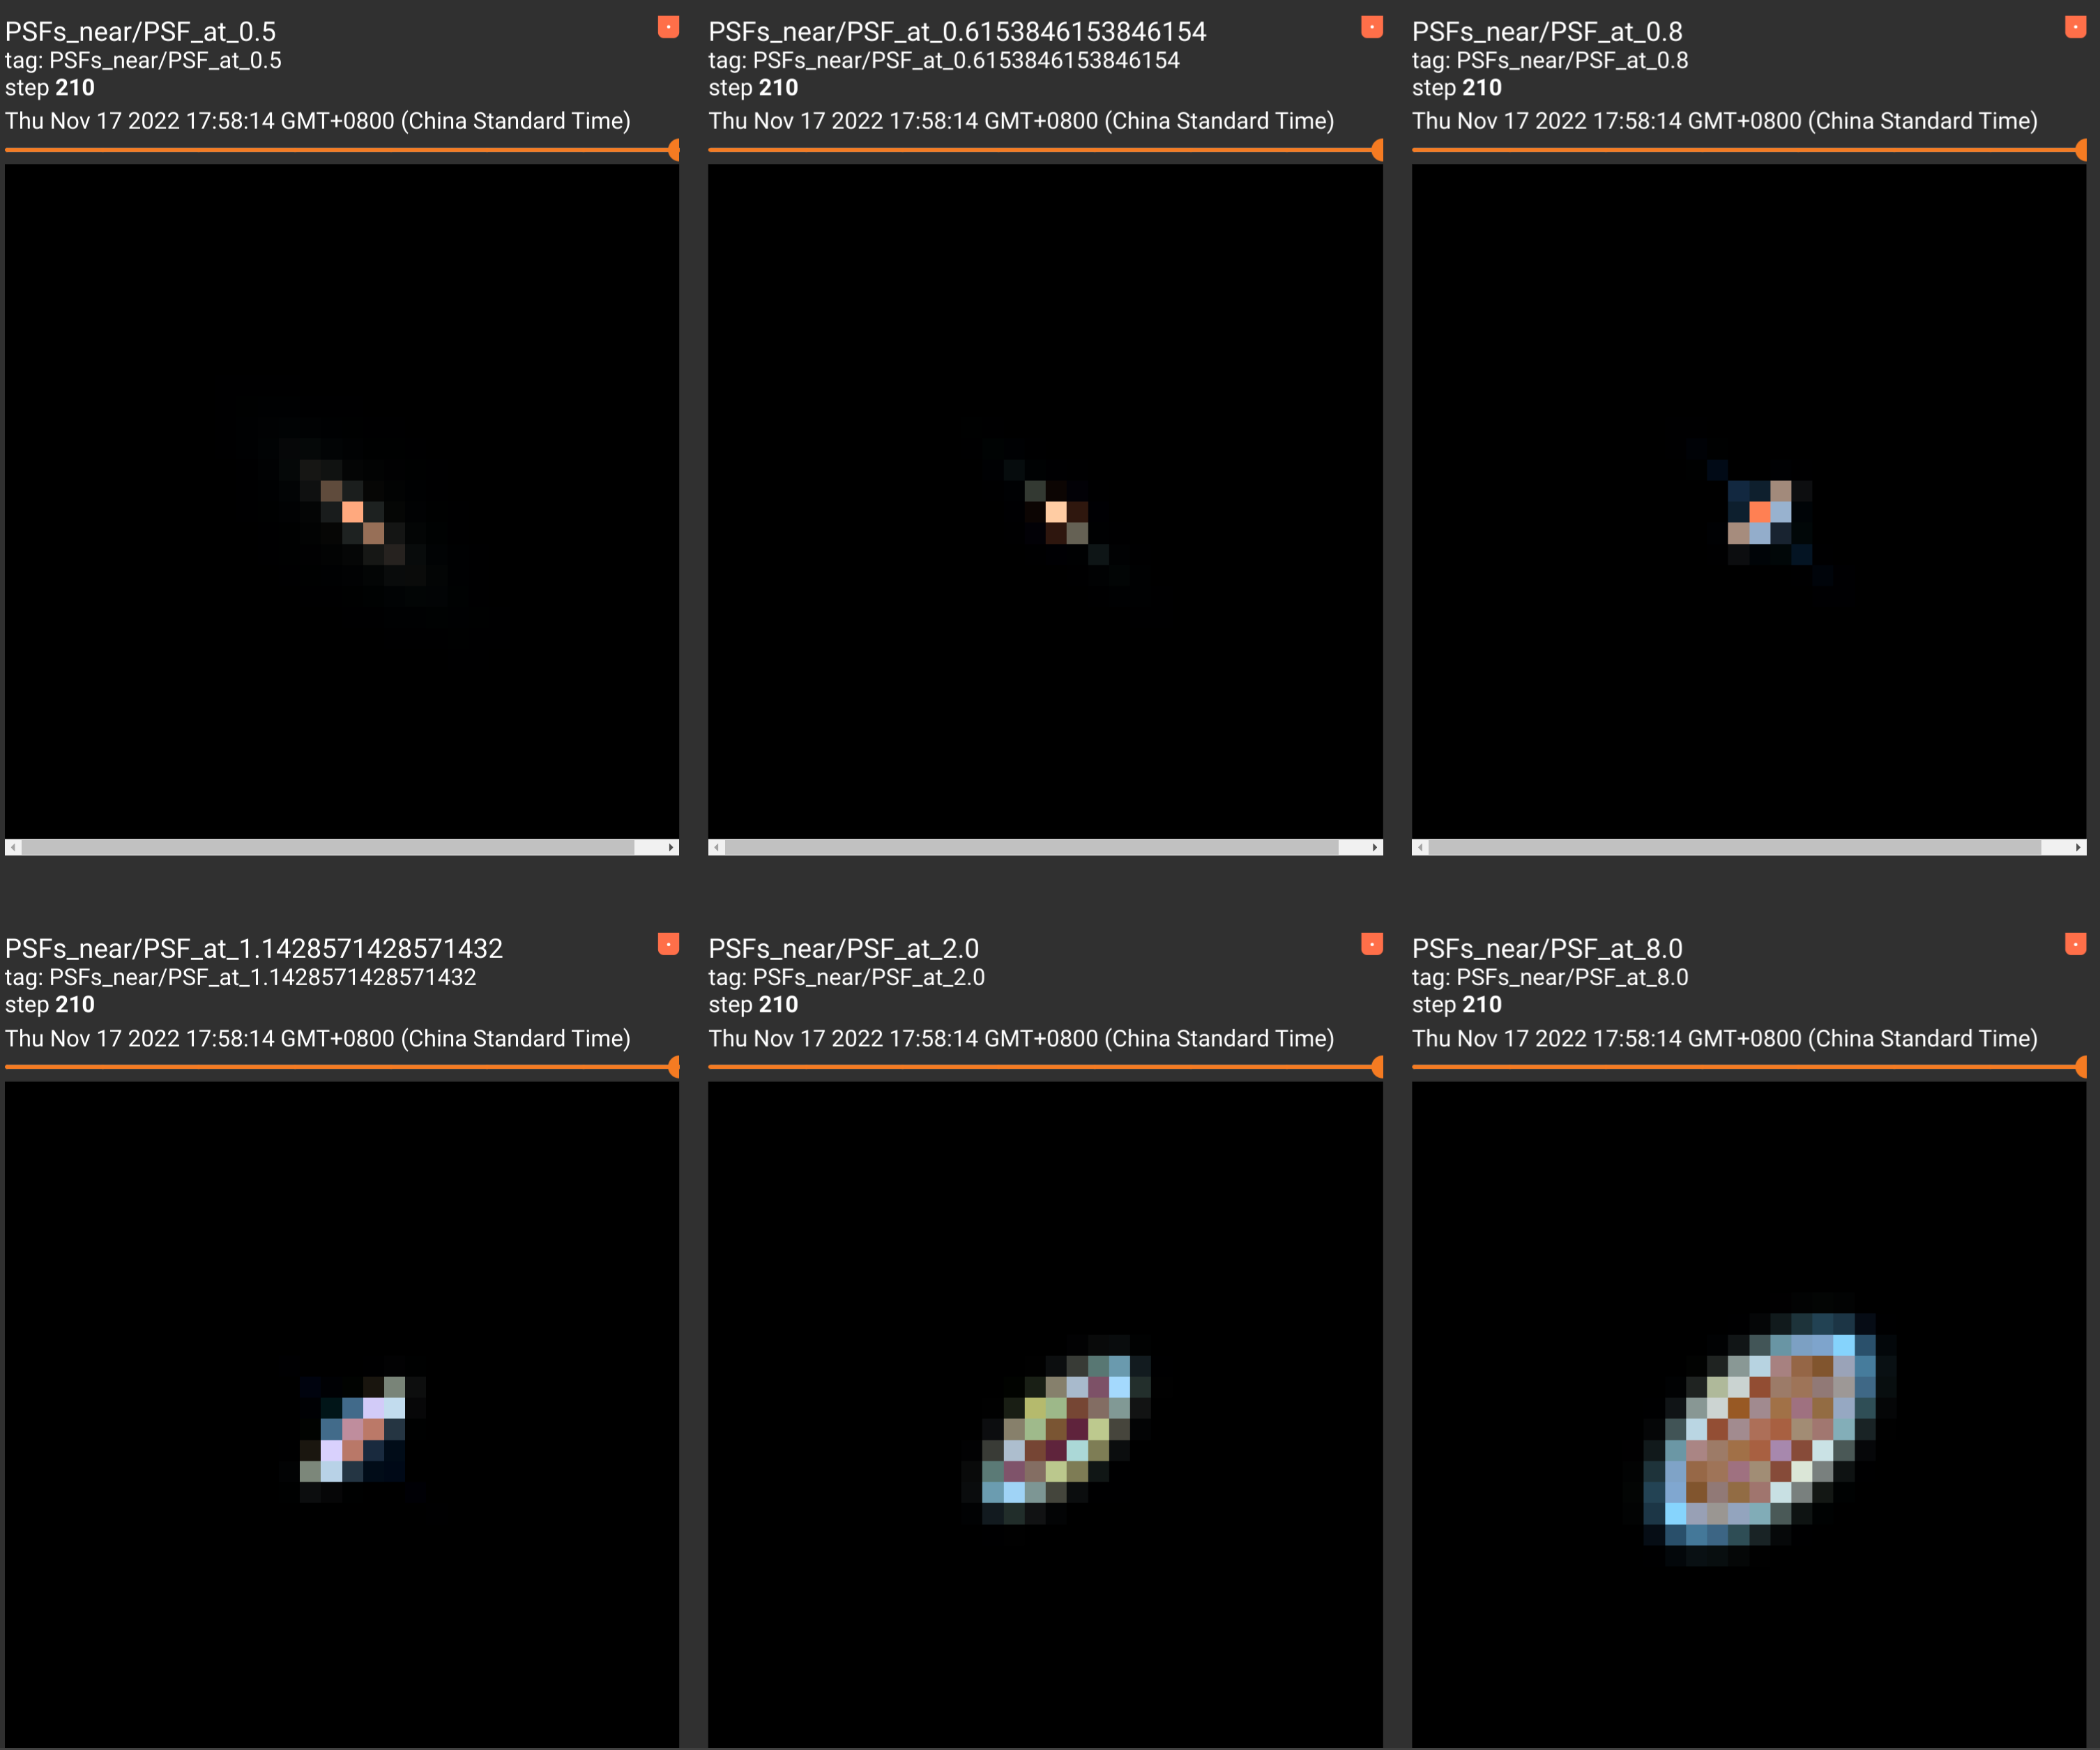 PSFs_near/PSF_at_0.5
tag: PSFs_near/PSF_at_0.5
step 210
Thu Nov 17 2022 17:58:14 GMT+0800 (China Standard Time)
PSFs_near/PSF_at_0.6153846153846154
tag: PSFs_near/PSF_at_0.6153846153846154
step 210
Thu Nov 17 2022 17:58:14 GMT+0800 (China Standard Time)
PSFs_near/PSF_at_0.8
tag: PSFs_near/PSF_at_0.8
step 210
Thu Nov 17 2022 17:58:14 GMT+0800 (China Standard Time)
PSFs_near/PSF_at_1.1428571428571432
tag: PSFs_near/PSF_at_1.1428571428571432
step 210
Thu Nov 17 2022 17:58:14 GMT+0800 (China Standard Time)
PSFs_near/PSF_at_2.0
tag: PSFs_near/PSF_at_2.0
step 210
Thu Nov 17 2022 17:58:14 GMT+0800 (China Standard Time)
PSFs_near/PSF_at_8.0
tag: PSFs_near/PSF_at_8.0
step 210
Thu Nov 17 2022 17:58:14 GMT+0800 (China Standard Time)